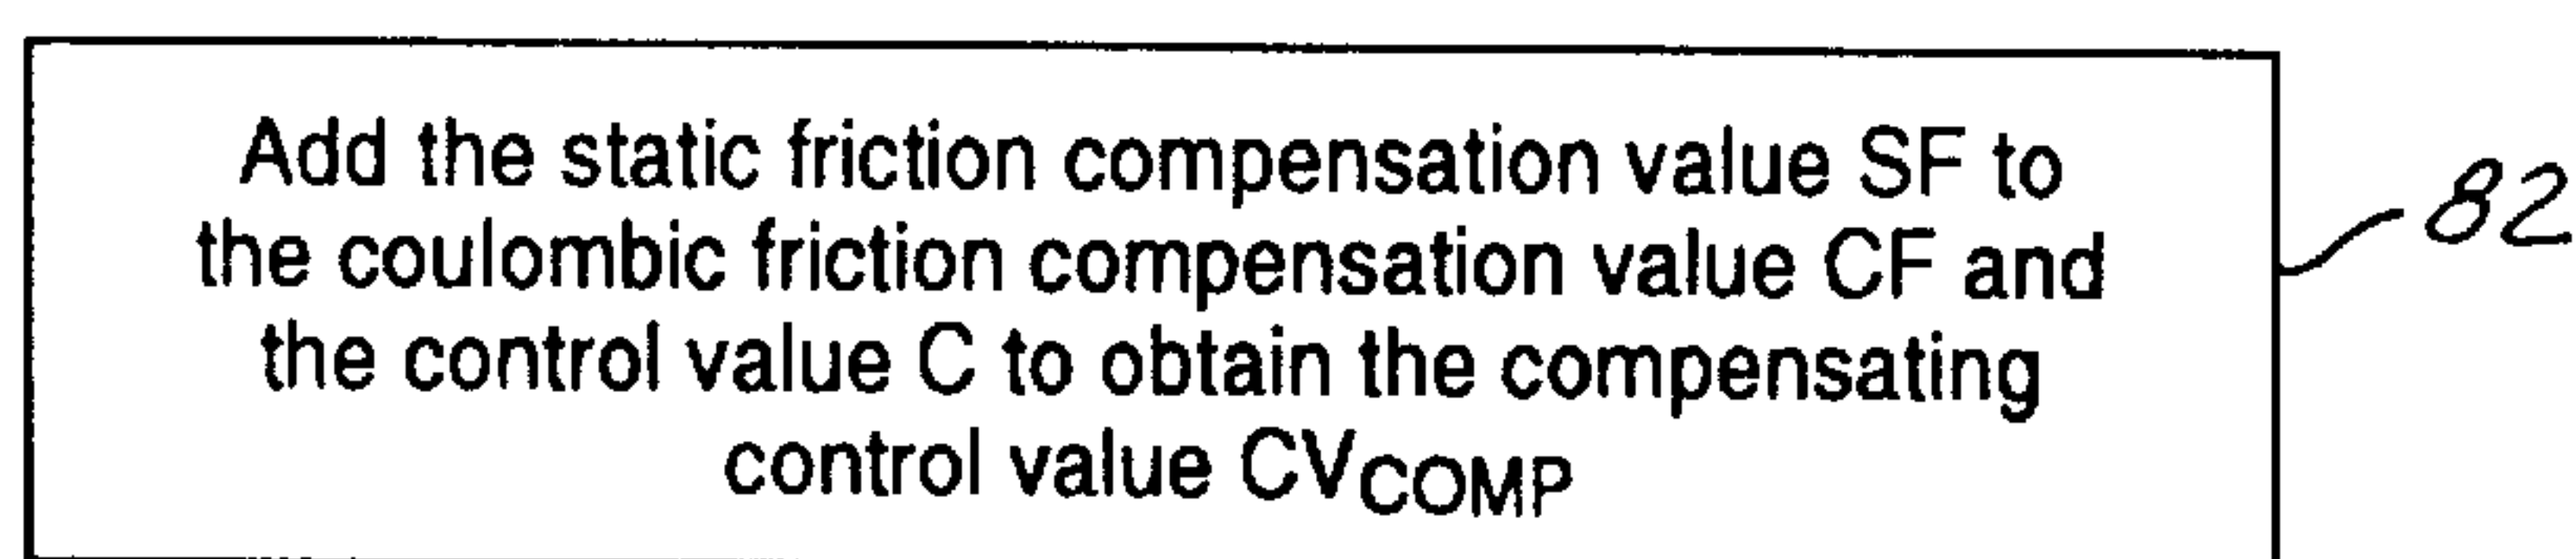 Add the static friction compensation value SF to
the coulombic friction compensation value CF and
the control value C to obtain the compensating
control value CVCOMP
82